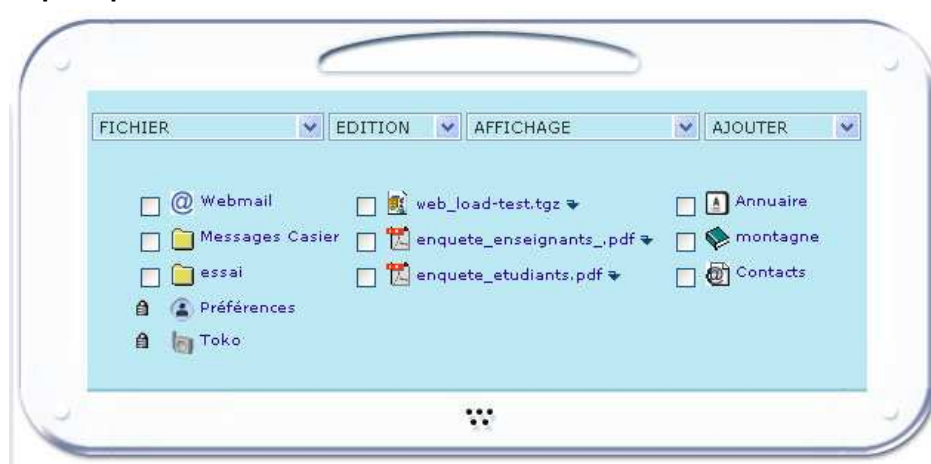 FICHIER EDITION AFFICHAGE AJOUTER
Webmail web_load-test.tgz Annuaire
Messages Casier enquete_enseignants_.pdf montagne
essai enquete_etudiants.pdf Contacts
Préférences
Toko